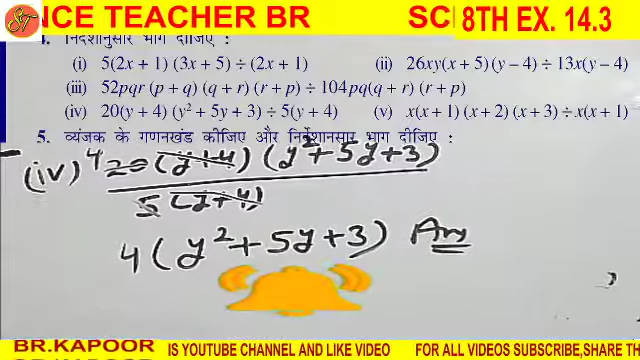 NCE TEACHER BR SC 8TH EX. 14.3
4. निर्देशानुसार भाग दीजिए :
(i) 5(2x + 1) (3x + 5) ÷ (2x + 1) (ii) 26xy(x + 5) (y – 4) ÷ 13x(y – 4)
(iii) 52pqr (p + q) (q + r) (r + p) ÷ 104pq(q + r) (r + p)
(iv) 20(y + 4) (y² + 5y + 3) ÷ 5(y + 4) (v) x(x + 1) (x + 2) (x + 3) ÷ x(x + 1)
5. व्यंजक के गुणनखंड कीजिए और निर्देशानुसार भाग दीजिए :
(iv) 4 20 (y+4) (y²+5y+3)
5 (y+4)
4 (y²+5y+3) Ans
BR.KAPOOR IS YOUTUBE CHANNEL AND LIKE VIDEO FOR ALL VIDEOS SUBSCRIBE,SHARE TH